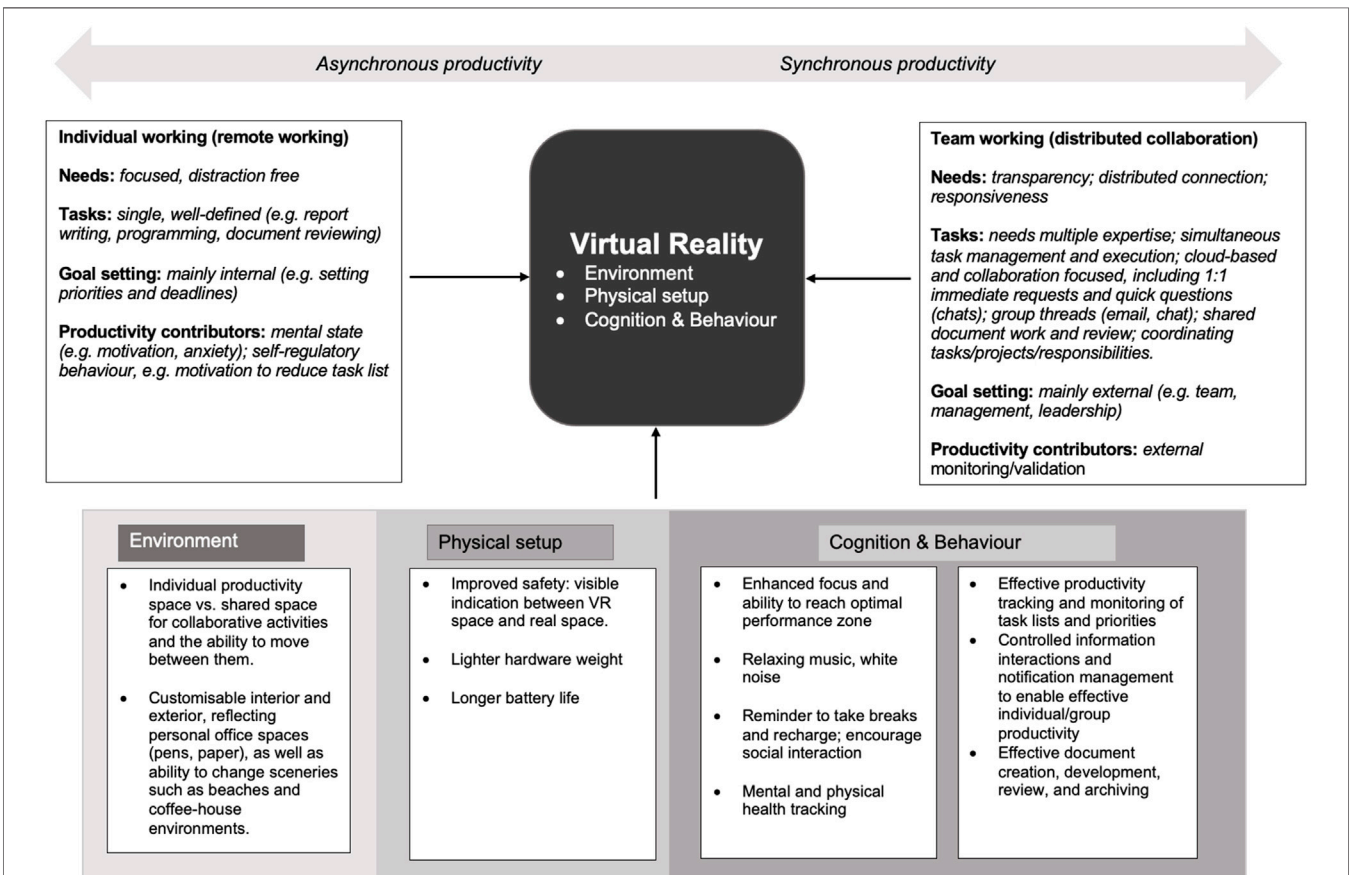 Asynchronous productivity
Synchronous productivity
Individual working (remote working)
Needs: focused, distraction free
Tasks: single, well-defined (e.g. report
writing, programming, document reviewing)
Goal setting: mainly internal (e.g. setting
priorities and deadlines)
Productivity contributors: mental state
(e.g. motivation, anxiety); self-regulatory
behaviour, e.g. motivation to reduce task list
Virtual Reality
• Environment
• Physical setup
• Cognition & Behaviour
Team working (distributed collaboration)
Needs: transparency; distributed connection;
responsiveness
Tasks: needs multiple expertise; simultaneous
task management and execution; cloud-based
and collaboration focused, including 1:1
immediate requests and quick questions
(chats); group threads (email, chat); shared
document work and review; coordinating
tasks/projects/responsibilities.
Goal setting: mainly external (e.g. team,
management, leadership)
Productivity contributors: external
monitoring/validation
Environment
• Individual productivity
space vs. shared space
for collaborative activities
and the ability to move
between them.
• Customisable interior and
exterior, reflecting
personal office spaces
(pens, paper), as well as
ability to change sceneries
such as beaches and
coffee-house
environments.
Physical setup
• Improved safety: visible
indication between VR
space and real space.
• Lighter hardware weight
• Longer battery life
Cognition & Behaviour
• Enhanced focus and
ability to reach optimal
performance zone
• Relaxing music, white
noise
• Reminder to take breaks
and recharge; encourage
social interaction
• Mental and physical
health tracking
• Effective productivity
tracking and monitoring of
task lists and priorities
• Controlled information
interactions and
notification management
to enable effective
individual/group
productivity
• Effective document
creation, development,
review, and archiving